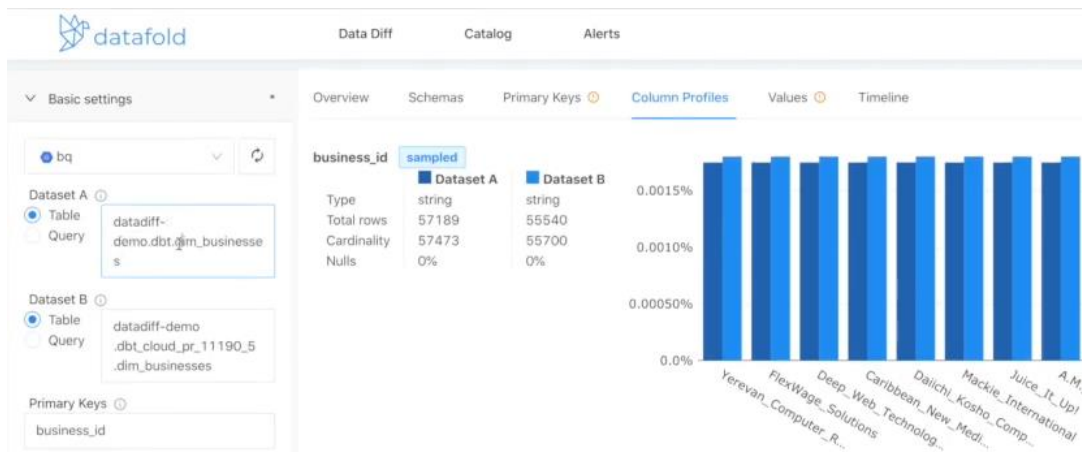 datafold
Data Diff Catalog Alerts
Basic settings
Overview Schemas Primary Keys Column Profiles Values Timeline
bq
business_id sampled
Dataset A Dataset B
Type string string
Total rows 57189 55540
Cardinality 57473 55700
Nulls 0% 0%
Dataset A
Table
Query
datadiff-
demo.dbt.dim_businesse
s
Dataset B
Table
Query
datadiff-demo
.dbt_cloud_pr_11190_5
.dim_businesses
Primary Keys
business_id
0.0015%
0.0010%
0.00050%
0.0%
Yerevan_Computer_R...
FlexWage_Solutions
Deep_Web_Technolog...
Caribbean_New_Medi...
Daiichi_Kosho_Comp...
Mackie_International
Juice_It_Up!
A.M.